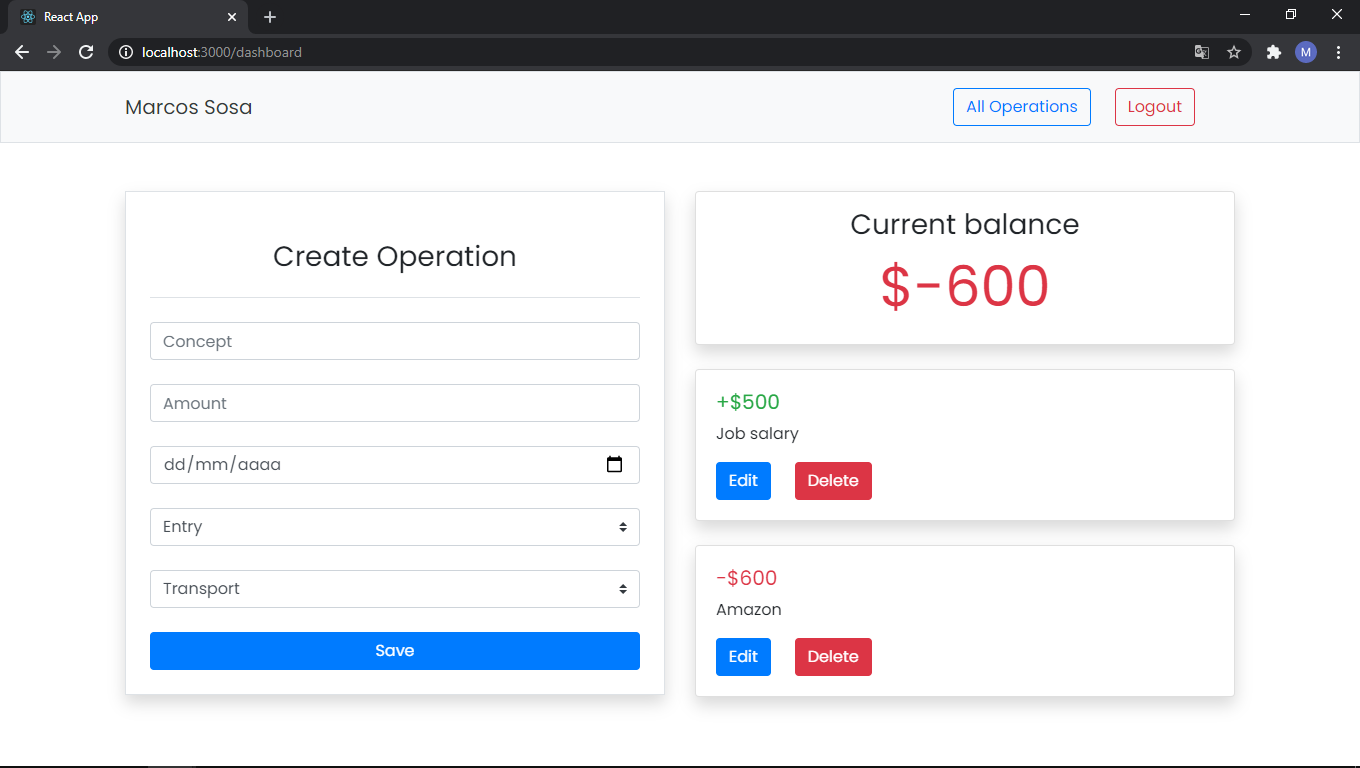 React App
localhost:3000/dashboard
M
Marcos Sosa
All Operations
Logout
Create Operation
Concept
Amount
dd/mm/aaaa
Entry
Transport
Save
Current balance
$-600
+$500
Job salary
Edit
Delete
-$600
Amazon
Edit
Delete